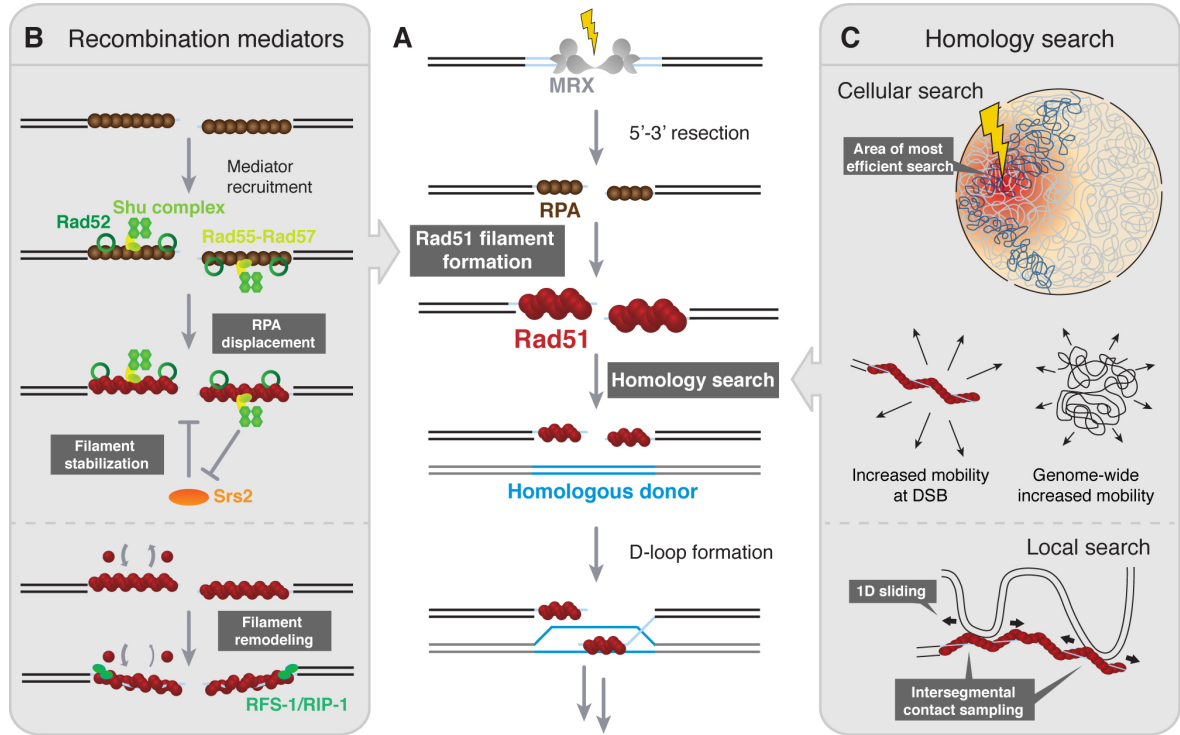 B
Recombination mediators
Mediator
recruitment
Shu complex
Rad52
Rad55-Rad57
RPA
displacement
Filament
stabilization
Srs2
Filament
remodeling
RFS-1/RIP-1
A
MRX
5’-3’ resection
RPA
Rad51 filament
formation
Rad51
Homology search
Homologous donor
D-loop formation
C
Homology search
Cellular search
Area of most
efficient search
Increased mobility
at DSB
Genome-wide
increased mobility
Local search
1D sliding
Intersegmental
contact sampling